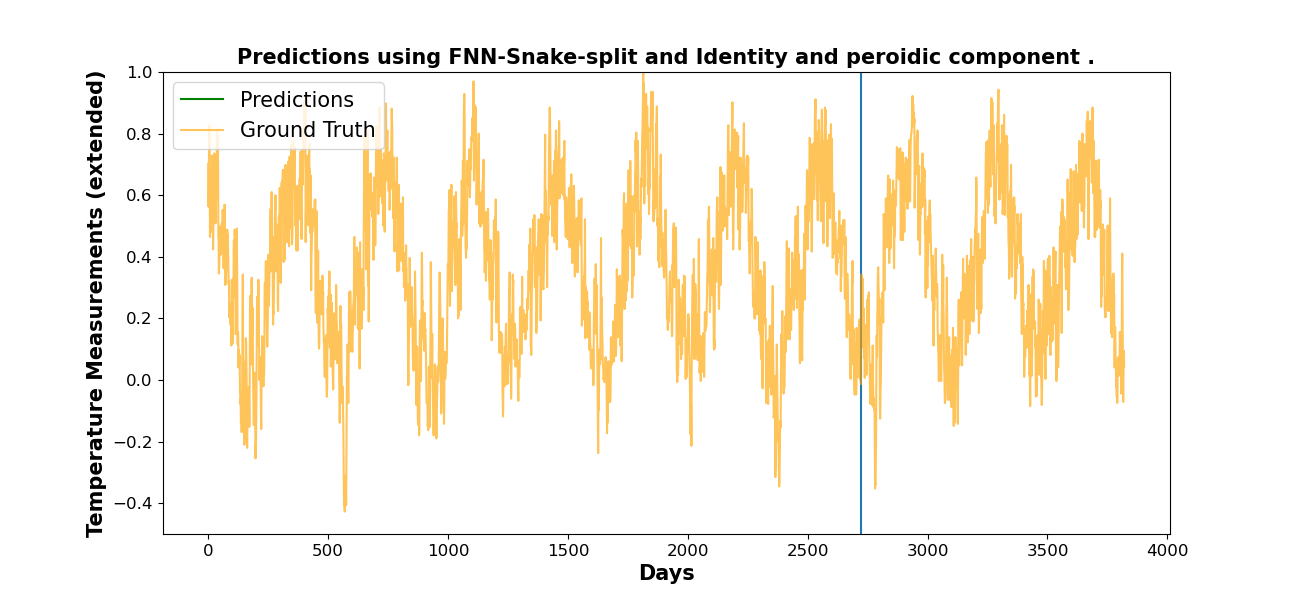 Predictions using FNN-Snake-split and Identity and peroidic component .
Temperature Measurements (extended)
1.0
0.8
0.6
0.4
0.2
0.0
−0.2
−0.4
Predictions
Ground Truth
0 500 1000 1500 2000 2500 3000 3500 4000
Days